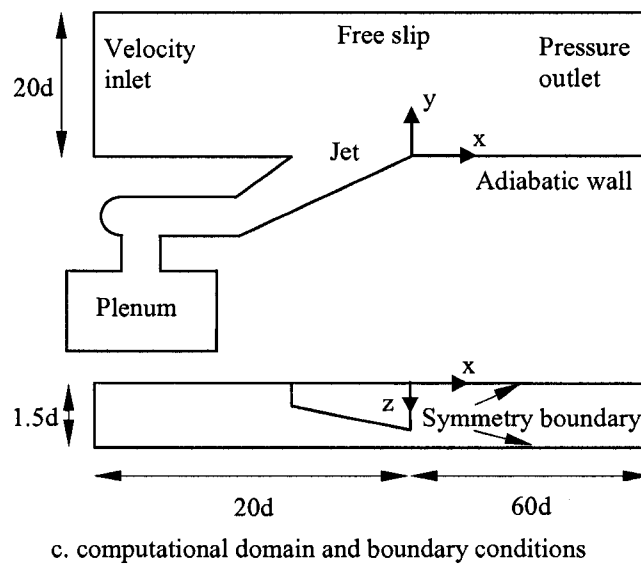 Free slip
Velocity
inlet
Pressure
outlet
20d
y
Jet
x
Adiabatic wall
Plenum
x
1.5d
z
Symmetry boundary
20d
60d
c. computational domain and boundary conditions